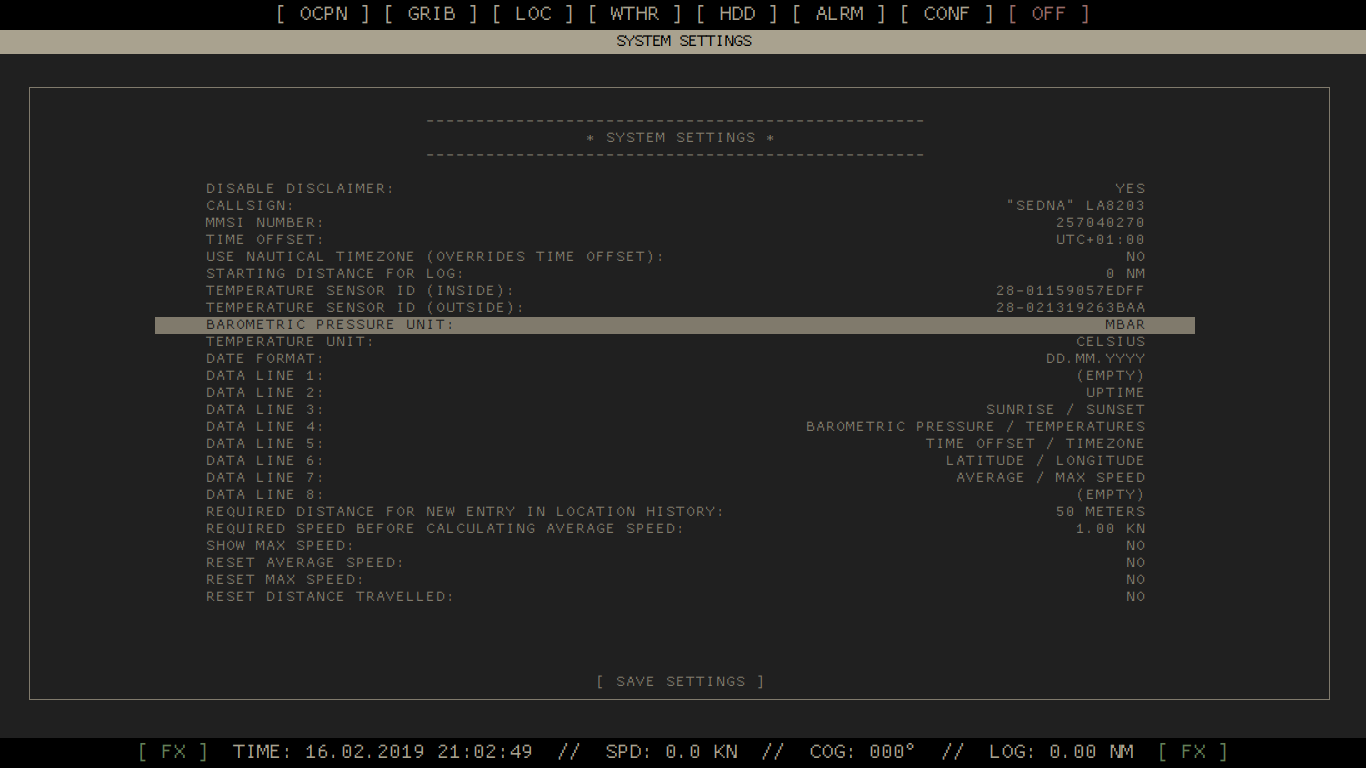 [ OCPN ] [ GRIB ] [ LOC ] [ WTHR ] [ HDD ] [ ALRM ] [ CONF ] [ OFF ]
SYSTEM SETTINGS
--------------------------------------------------
* SYSTEM SETTINGS *
--------------------------------------------------
DISABLE DISCLAIMER: YES
CALLSIGN: "SEDNA" LA8203
MMSI NUMBER: 257040270
TIME OFFSET: UTC+01:00
USE NAUTICAL TIMEZONE (OVERRIDES TIME OFFSET): NO
STARTING DISTANCE FOR LOG: 0 NM
TEMPERATURE SENSOR ID (INSIDE): 28-01159057EDFF
TEMPERATURE SENSOR ID (OUTSIDE): 28-021319263BAA
BAROMETRIC PRESSURE UNIT: MBAR
TEMPERATURE UNIT: CELSIUS
DATE FORMAT: DD.MM.YYYY
DATA LINE 1: (EMPTY)
DATA LINE 2: UPTIME
DATA LINE 3: SUNRISE / SUNSET
DATA LINE 4: BAROMETRIC PRESSURE / TEMPERATURES
DATA LINE 5: TIME OFFSET / TIMEZONE
DATA LINE 6: LATITUDE / LONGITUDE
DATA LINE 7: AVERAGE / MAX SPEED
DATA LINE 8: (EMPTY)
REQUIRED DISTANCE FOR NEW ENTRY IN LOCATION HISTORY: 50 METERS
REQUIRED SPEED BEFORE CALCULATING AVERAGE SPEED: 1.00 KN
SHOW MAX SPEED: NO
RESET AVERAGE SPEED: NO
RESET MAX SPEED: NO
RESET DISTANCE TRAVELLED: NO
[ SAVE SETTINGS ]
[ FX ] TIME: 16.02.2019 21:02:49 // SPD: 0.0 KN // COG: 000° // LOG: 0.00 NM [ FX ]